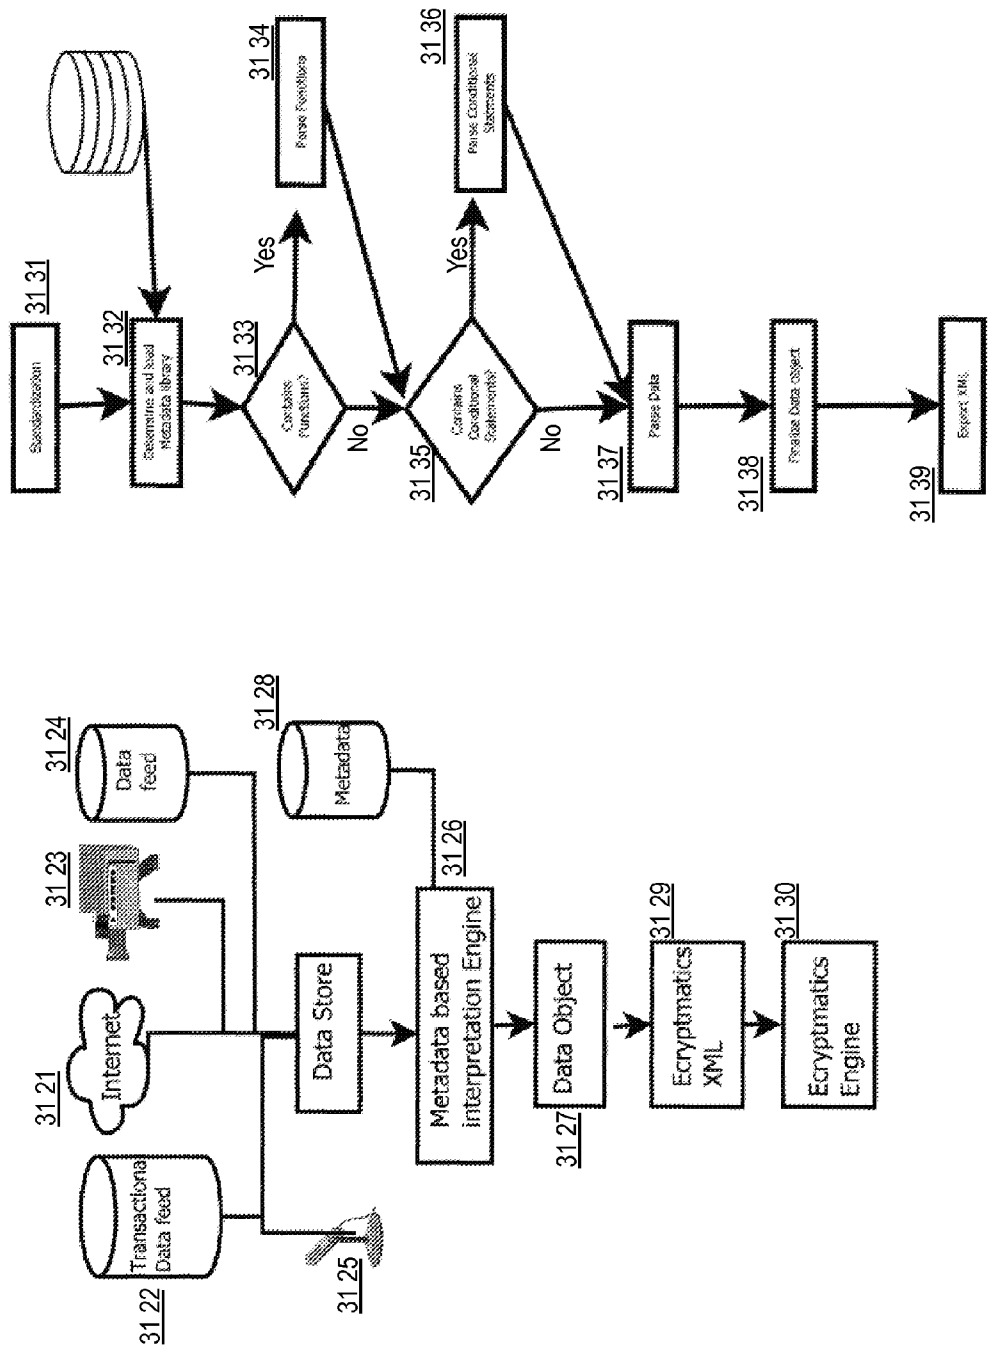 31 22
Transactiona
Data feed
31 21
Internet
31 23
31 24
Data
feed
31 25
Data Store
31 28
Metadata
Metadata based
interpretation Engine
31 26
Data Object
31 27
Ecryptmatics
XML
31 29
Ecryptmatics
Engine
31 30
Standardization
31 31
Determine and load
Metadata library
31 32
Contains
Functions?
31 33
Yes
No
Parse Functions
31 34
Contains
Conditional
Statements?
31 35
Yes
No
Parse Conditional
Statments
31 36
Parse Data
31 37
Data object
31 38
Export XML
31 39